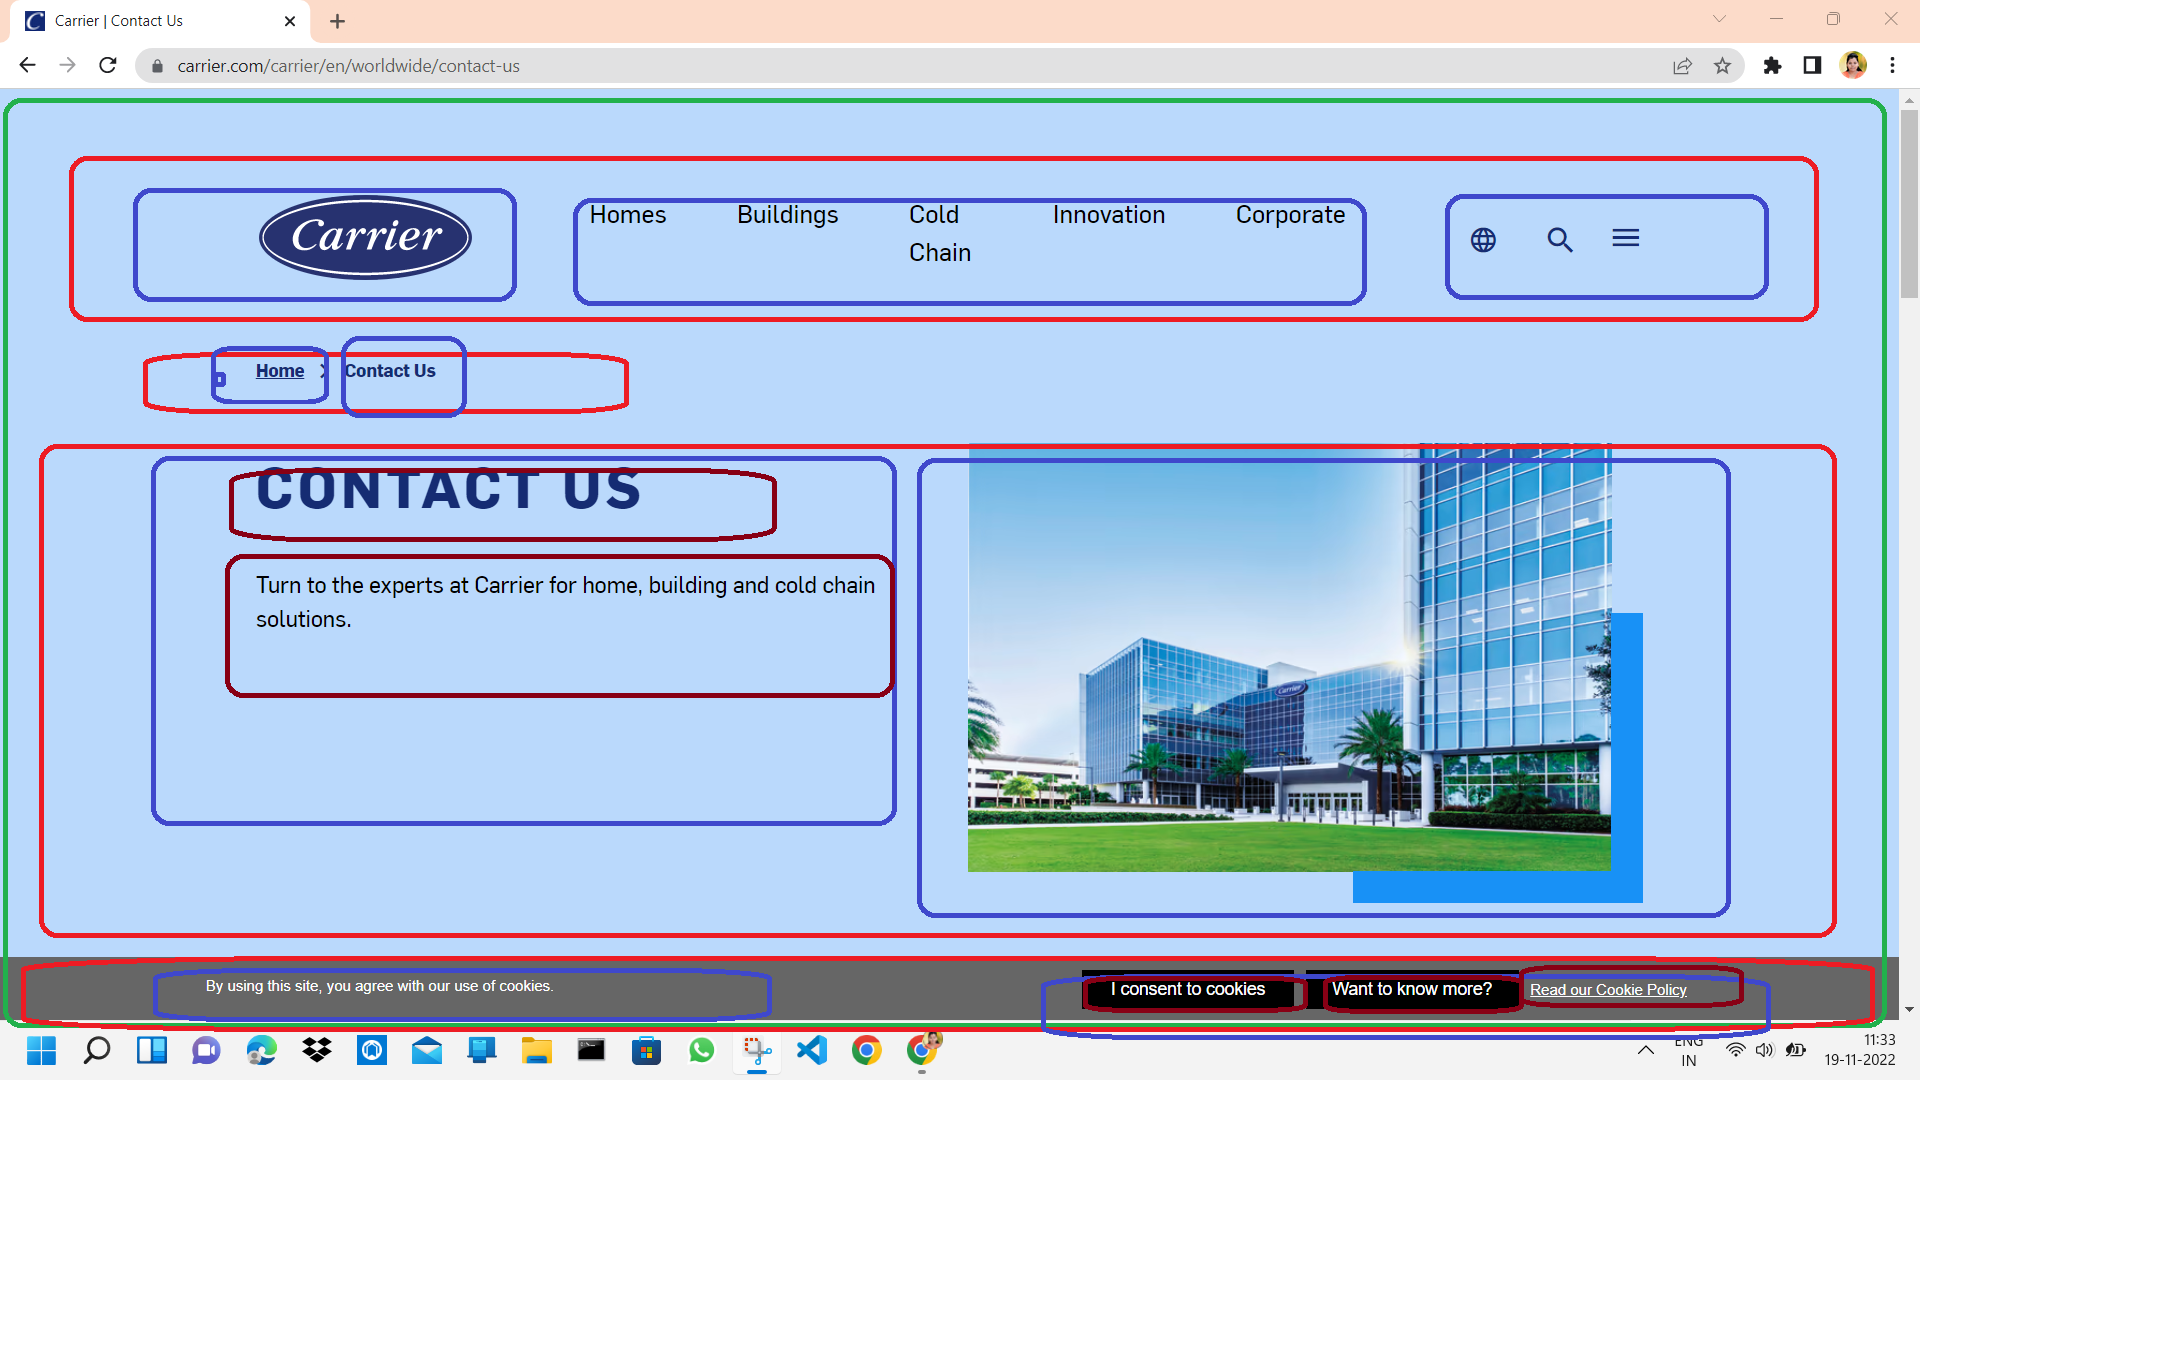 Carrier | Contact Us
carrier.com/carrier/en/worldwide/contact-us
Carrier
Homes
Buildings
Cold
Chain
Innovation
Corporate
Home > Contact Us
CONTACT US
Turn to the experts at Carrier for home, building and cold chain
solutions.
Carrier
By using this site, you agree with our use of cookies.
I consent to cookies
Want to know more?
Read our Cookie Policy
ENG
IN
11:33
19-11-2022